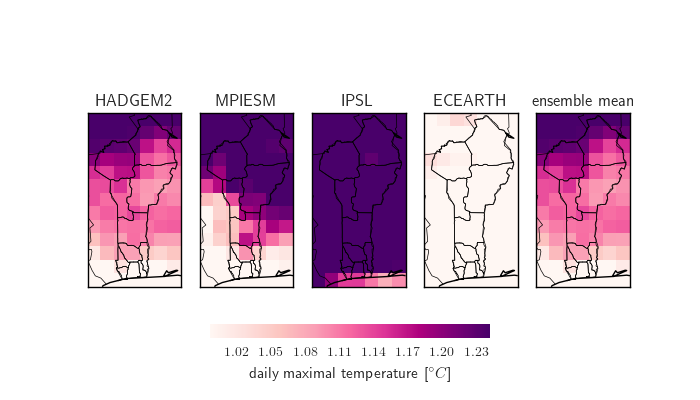 HADGEM2 MPIESM IPSL ECEARTH ensemble mean
1.02 1.05 1.08 1.11 1.14 1.17 1.20 1.23
daily maximal temperature [°C]